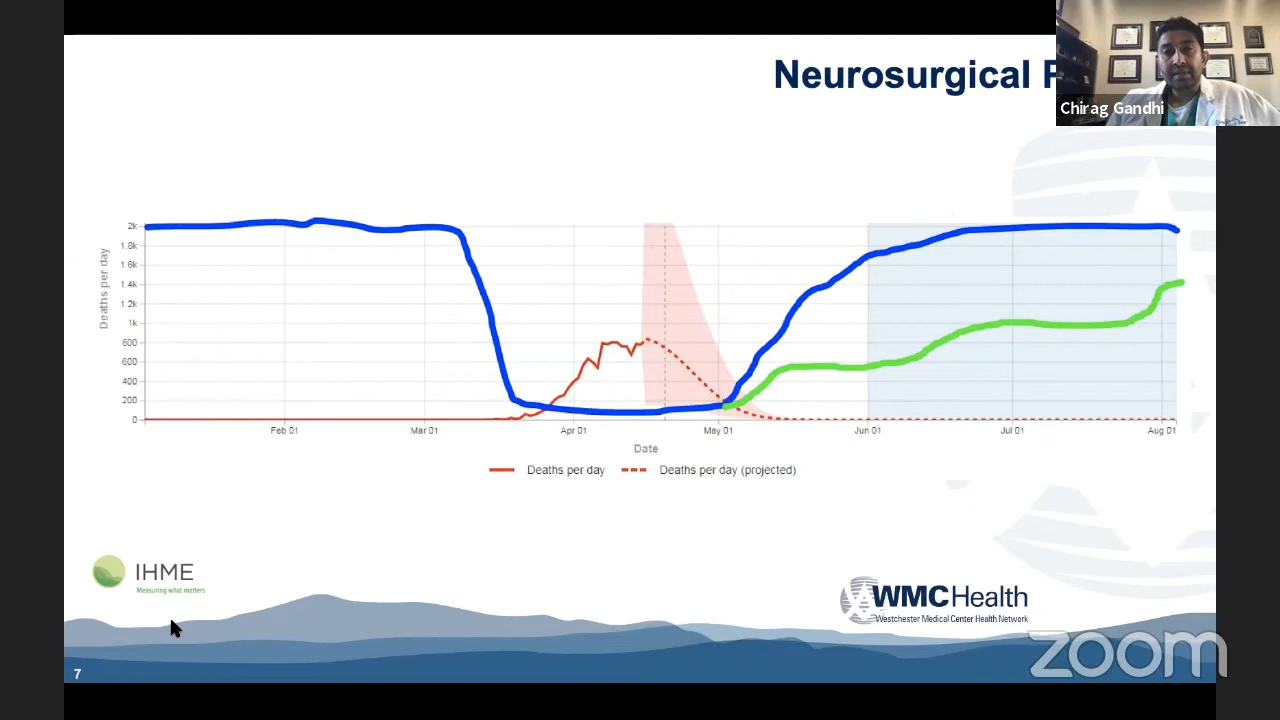 Neurosurgical
Chirag Gandhi
Deaths per day
2k
1.8k
1.6k
1.4k
1.2k
1k
800
600
400
200
0
Feb 01
Mar 01
Apr 01
May 01
Jun 01
Jul 01
Aug 01
Date
Deaths per day
Deaths per day (projected)
IHME
Measuring what matters
WMCHealth
Westchester Medical Center Health Network
zoom
7